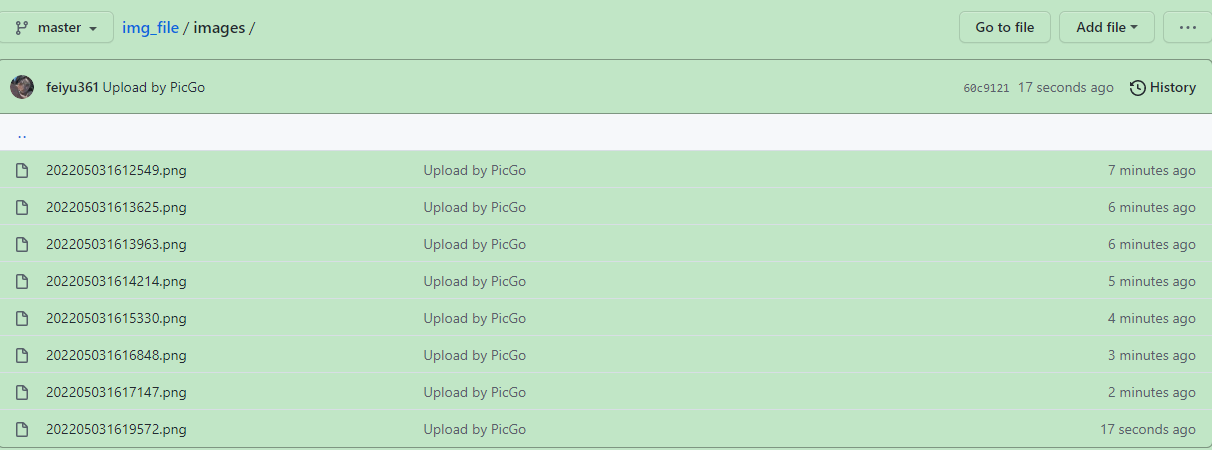 master img_file / images / Go to file Add file ...
feiyu361 Upload by PicGo 60c9121 17 seconds ago History
..
202205031612549.png Upload by PicGo 7 minutes ago
202205031613625.png Upload by PicGo 6 minutes ago
202205031613963.png Upload by PicGo 6 minutes ago
202205031614214.png Upload by PicGo 5 minutes ago
202205031615330.png Upload by PicGo 4 minutes ago
202205031616848.png Upload by PicGo 3 minutes ago
202205031617147.png Upload by PicGo 2 minutes ago
202205031619572.png Upload by PicGo 17 seconds ago